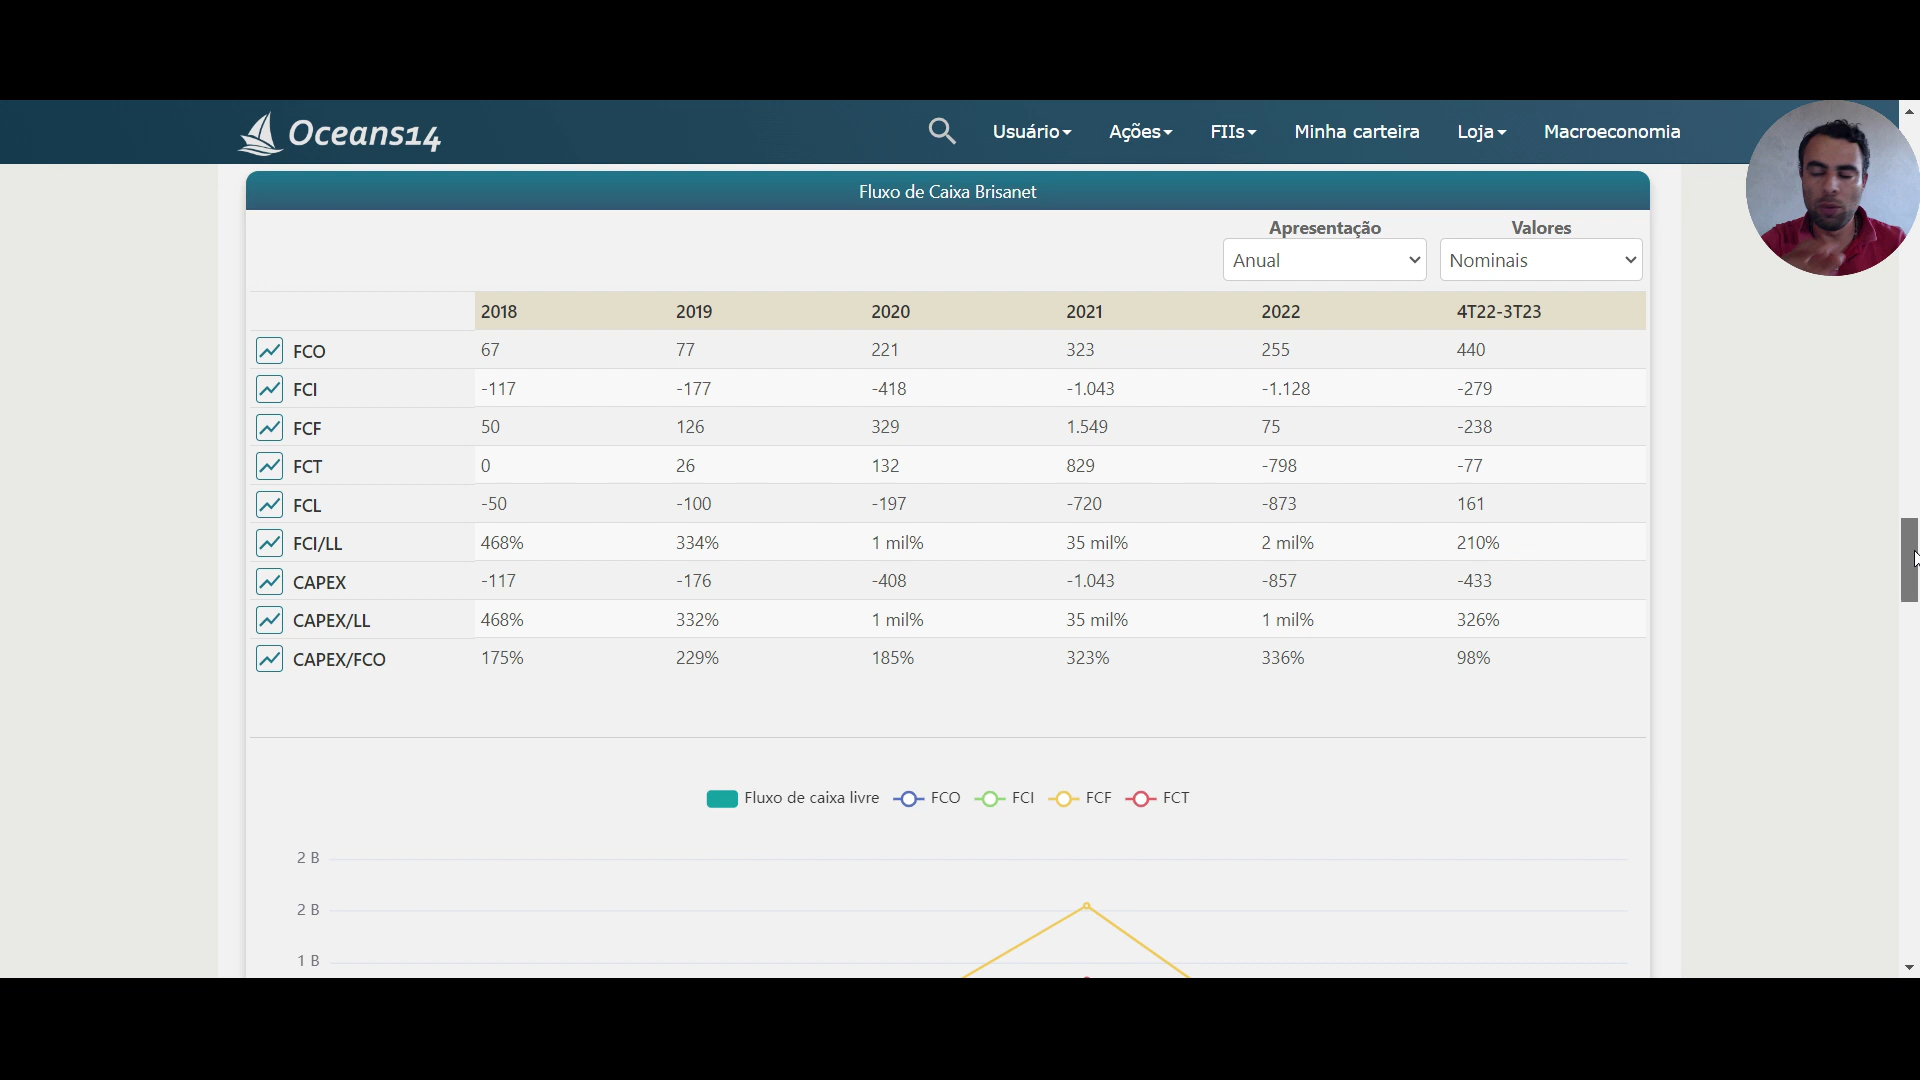 Oceans14
Usuário
Ações
FIIs
Minha carteira
Loja
Macroeconomia
Fluxo de Caixa Brisanet
Apresentação Valores
Anual Nominais
2018 2019 2020 2021 2022 4T22-3T23
FCO 67 77 221 323 255 440
FCI -117 -177 -418 -1.043 -1.128 -279
FCF 50 126 329 1.549 75 -238
FCT 0 26 132 829 -798 -77
FCL -50 -100 -197 -720 -873 161
FCI/LL 468% 334% 1 mil% 35 mil% 2 mil% 210%
CAPEX -117 -176 -408 -1.043 -857 -433
CAPEX/LL 468% 332% 1 mil% 35 mil% 1 mil% 326%
CAPEX/FCO 175% 229% 185% 323% 336% 98%
Fluxo de caixa livre FCO FCI FCF FCT
2 B
2 B
1 B